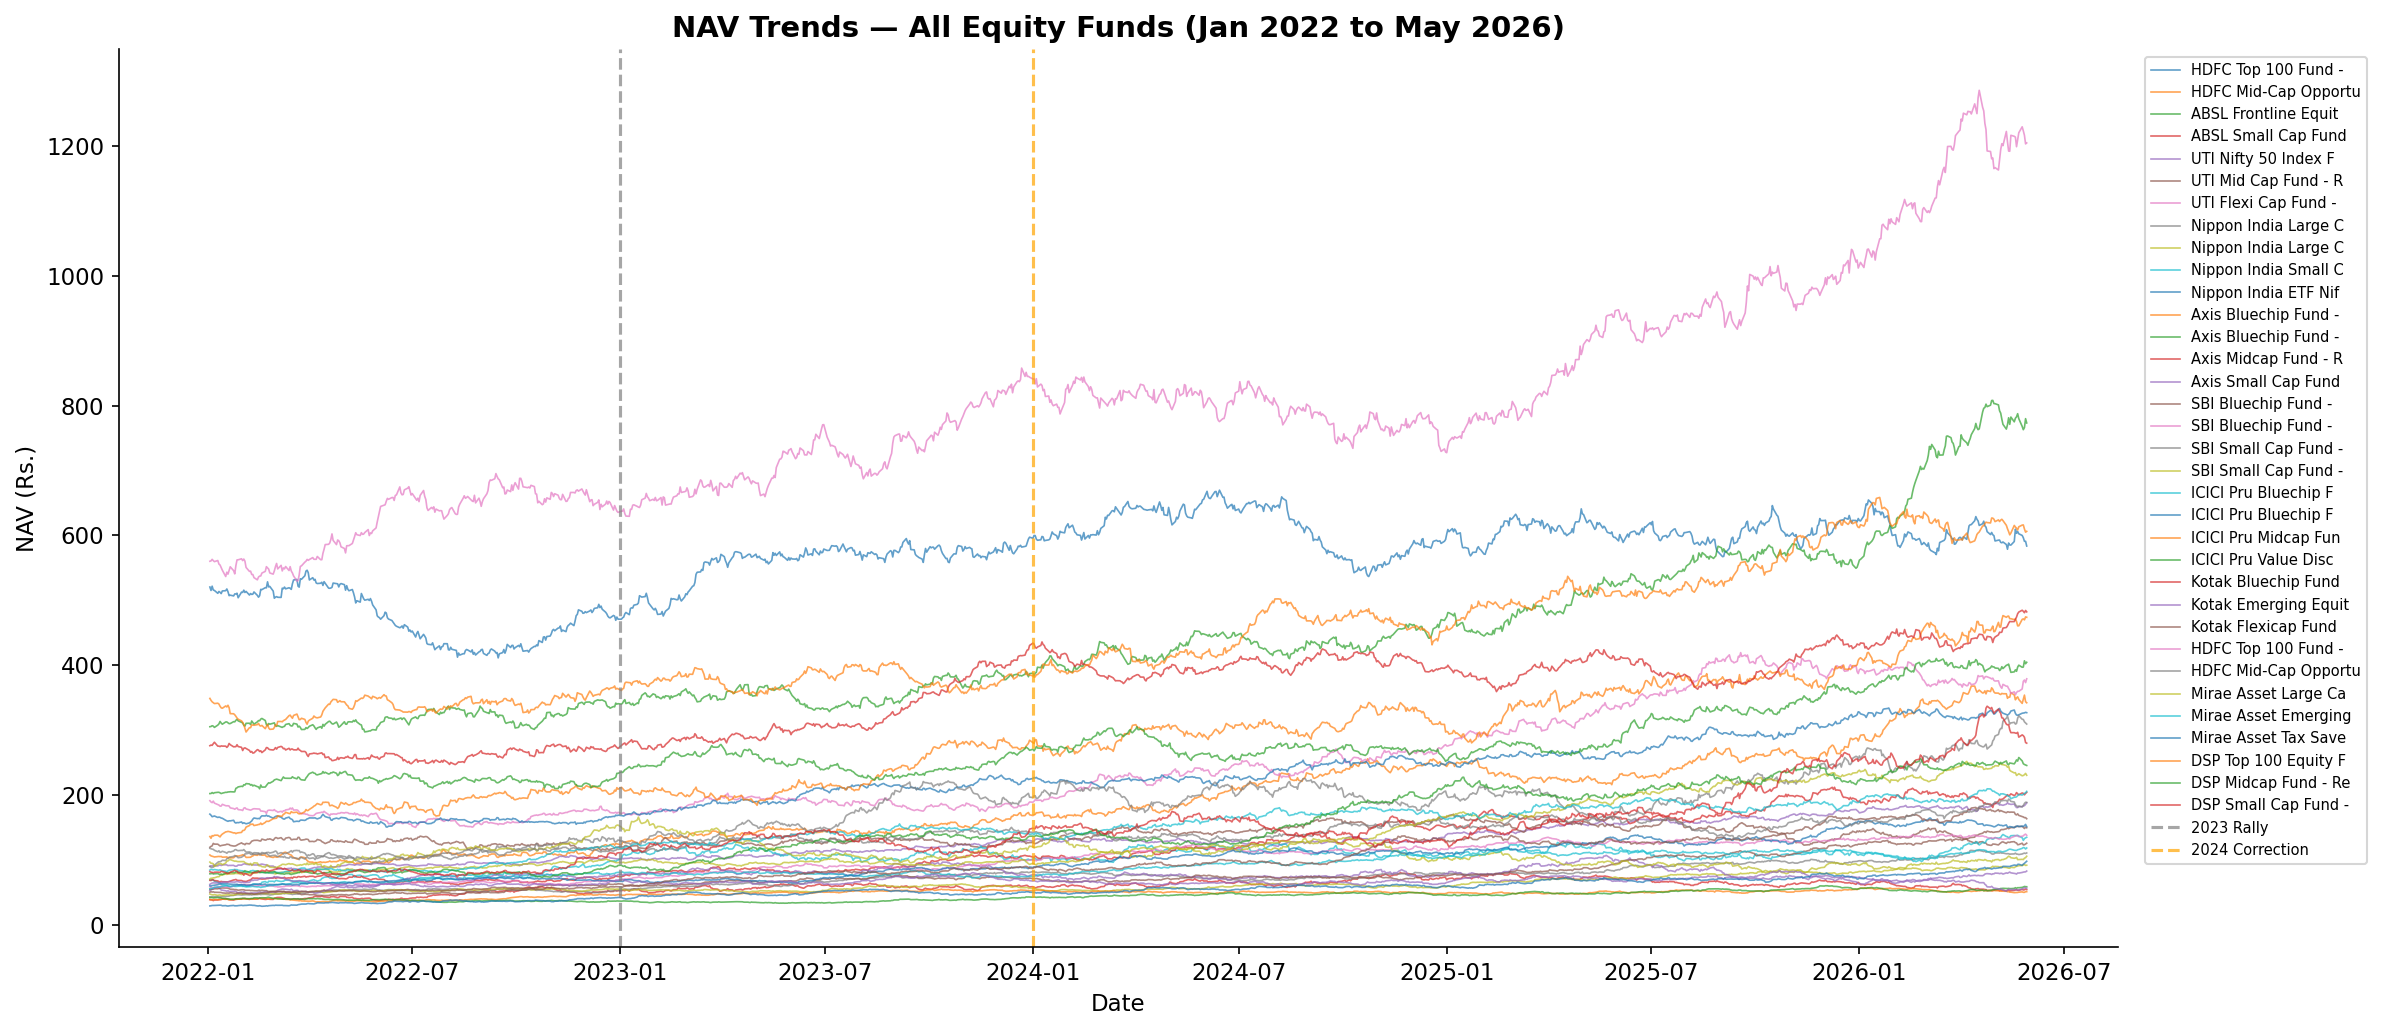 NAV Trends — All Equity Funds (Jan 2022 to May 2026)
NAV (Rs.)
1200
1000
800
600
400
200
0
2022-01
2022-07
2023-01
2023-07
2024-01
2024-07
2025-01
2025-07
2026-01
2026-07
Date
HDFC Top 100 Fund -
HDFC Mid-Cap Opportu
ABSL Frontline Equit
ABSL Small Cap Fund
UTI Nifty 50 Index F
UTI Mid Cap Fund - R
UTI Flexi Cap Fund -
Nippon India Large C
Nippon India Large C
Nippon India Small C
Nippon India ETF Nif
Axis Bluechip Fund -
Axis Bluechip Fund -
Axis Midcap Fund - R
Axis Small Cap Fund
SBI Bluechip Fund -
SBI Bluechip Fund -
SBI Small Cap Fund -
SBI Small Cap Fund -
ICICI Pru Bluechip F
ICICI Pru Bluechip F
ICICI Pru Midcap Fun
ICICI Pru Value Disc
Kotak Bluechip Fund
Kotak Emerging Equit
Kotak Flexicap Fund
HDFC Top 100 Fund -
HDFC Mid-Cap Opportu
Mirae Asset Large Ca
Mirae Asset Emerging
Mirae Asset Tax Save
DSP Top 100 Equity F
DSP Midcap Fund - Re
DSP Small Cap Fund -
2023 Rally
2024 Correction